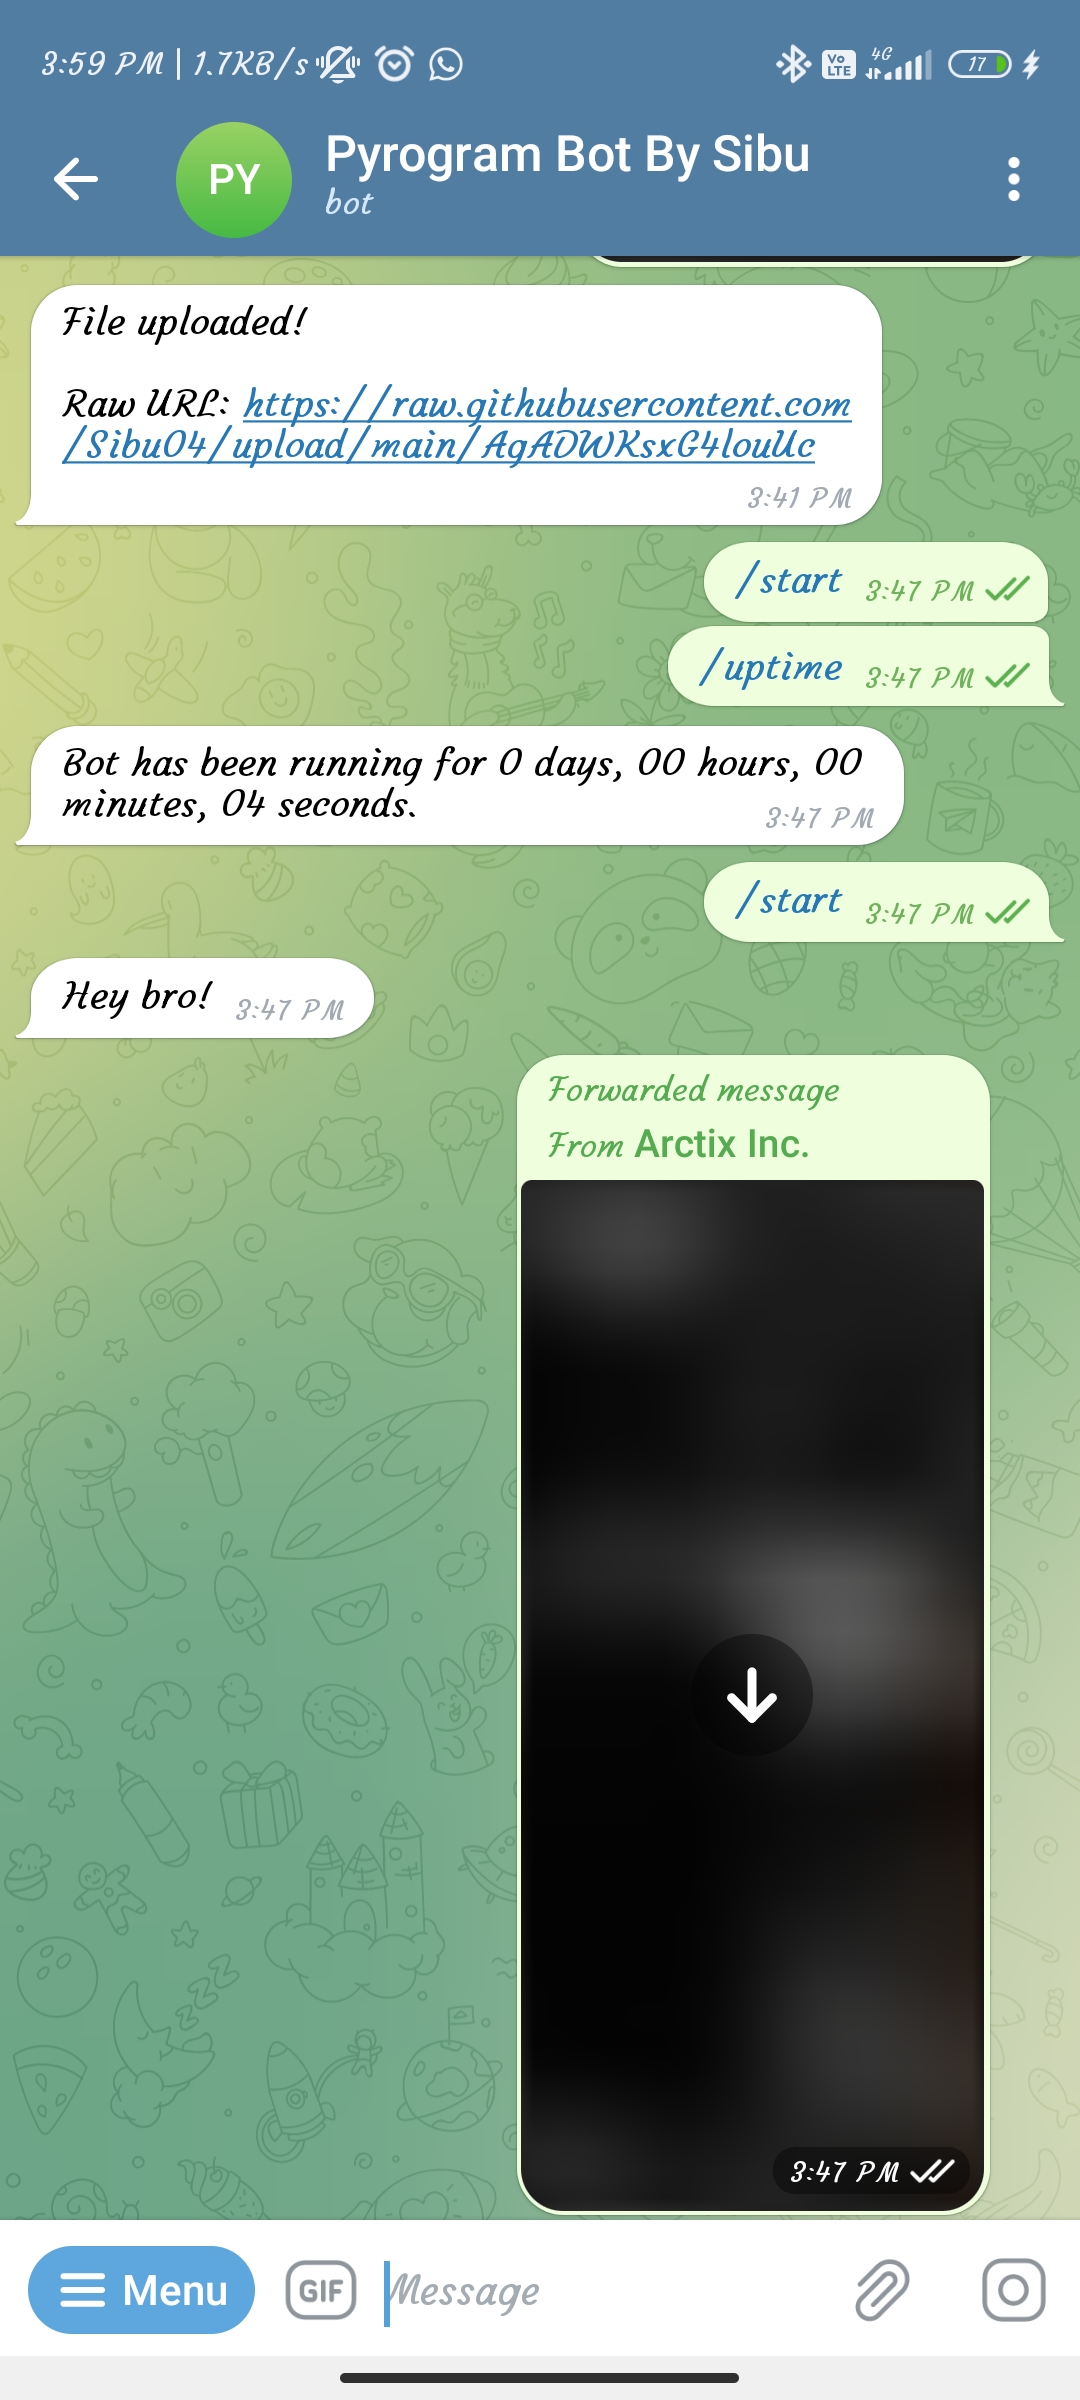 3:59 PM | 1.7KB/s
Vo LTE 4G 17
PY
Pyrogram Bot By Sibu
bot
File uploaded!
Raw URL: https://raw.githubusercontent.com
/Sibu04/upload/main/AgADWKsxG4louUc
3:41 PM
/start 3:47 PM
/uptime 3:47 PM
Bot has been running for 0 days, 00 hours, 00
minutes, 04 seconds.
3:47 PM
/start 3:47 PM
Hey bro! 3:47 PM
Forwarded message
From Arctix Inc.
3:47 PM
Menu GIF Message